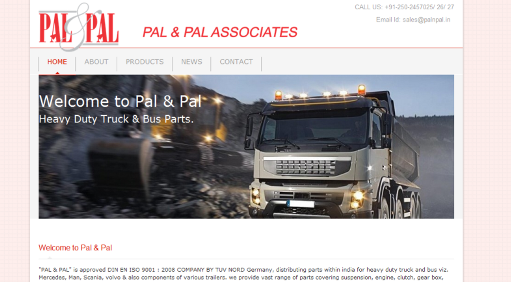 PAL & PAL
PAL & PAL ASSOCIATES
CALL US: +91-250-2457025/ 26/ 27
Email Id: sales@palnpal.in
HOME
ABOUT
PRODUCTS
NEWS
CONTACT
Welcome to Pal & Pal
Heavy Duty Truck & Bus Parts.
Welcome to Pal & Pal
"PAL & PAL" is approved DIN EN ISO 9001 : 2008 COMPANY BY TUV NORD Germany, distributing parts within india for heavy duty truck and bus viz.
Mercedes, Man, Scania, volvo & also components of various trailers. we provide vast range of parts covering suspension, engine, clutch, gear box,